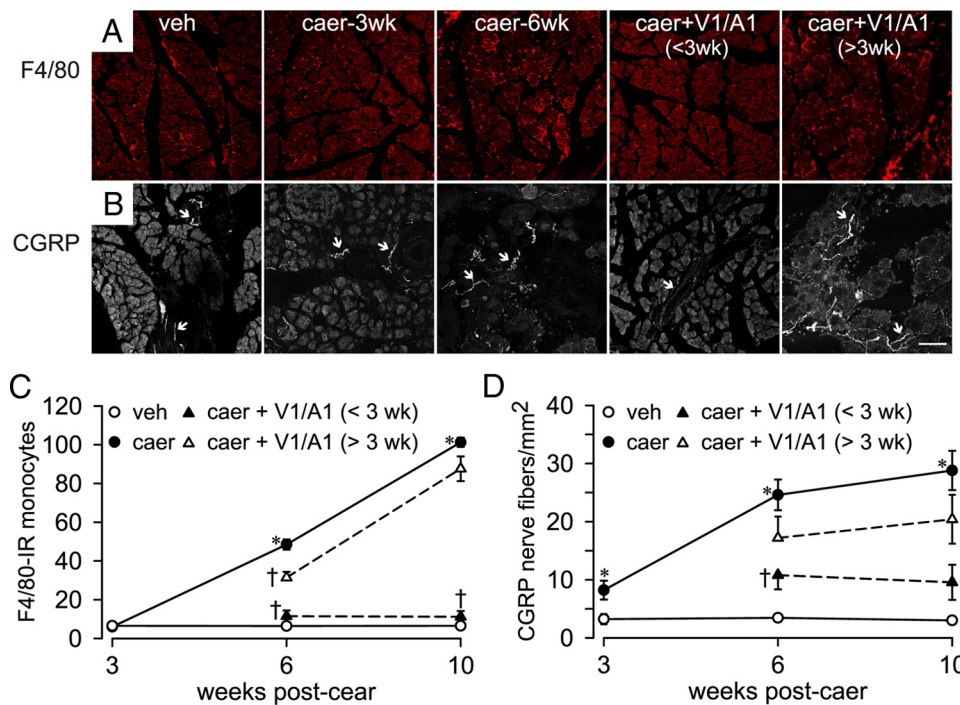 A
veh
caer-3wk
caer-6wk
caer+V1/A1
(<3wk)
caer+V1/A1
(>3wk)
F4/80
B
CGRP
C
veh
caer + V1/A1 (< 3 wk)
caer
caer + V1/A1 (> 3 wk)
F4/80-IR monocytes
120
100
80
60
40
20
0
*
*
†
†
†
3
6
10
weeks post-cear
D
veh
caer + V1/A1 (< 3 wk)
caer
caer + V1/A1 (> 3 wk)
CGRP nerve fibers/mm²
40
30
20
10
0
*
*
*
†
3
6
10
weeks post-caer